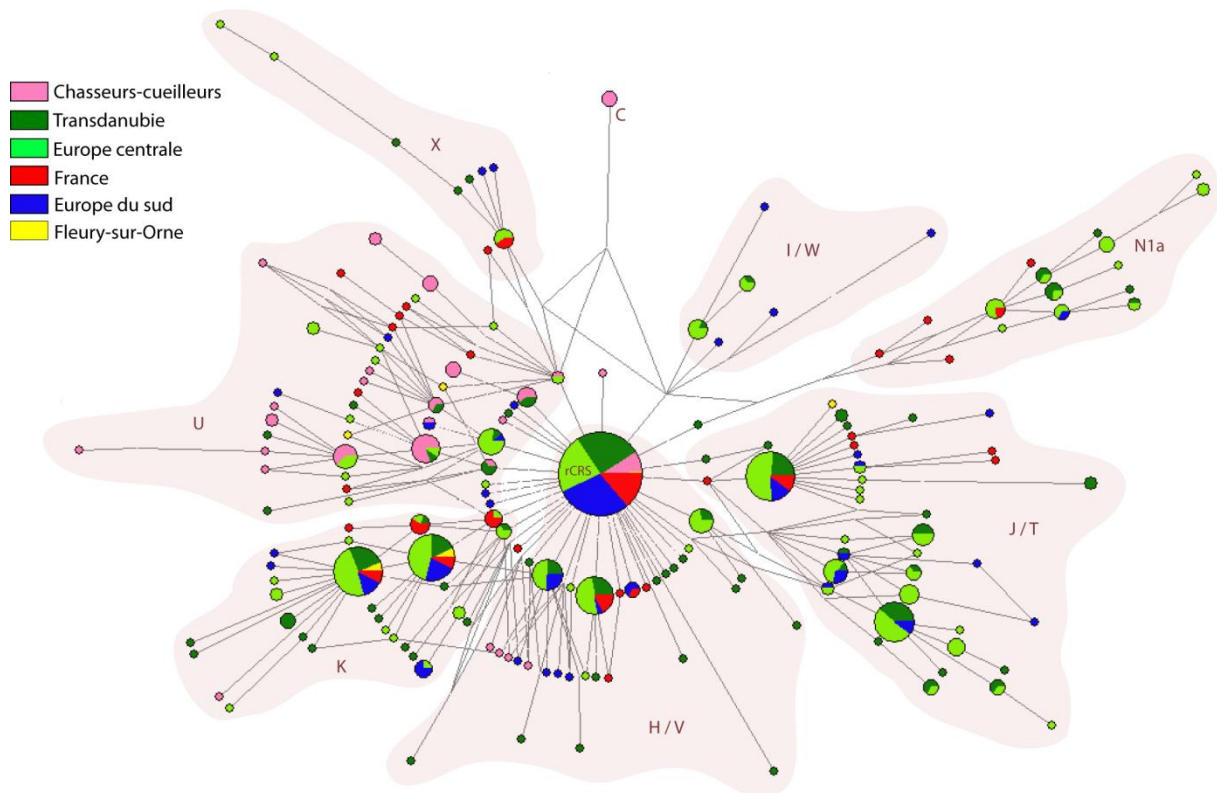 Chasseurs-cueilleurs
Transdanubie
Europe centrale
France
Europe du sud
Fleury-sur-Orne
X
C
I / W
N1a
U
rCRS
J / T
K
H / V